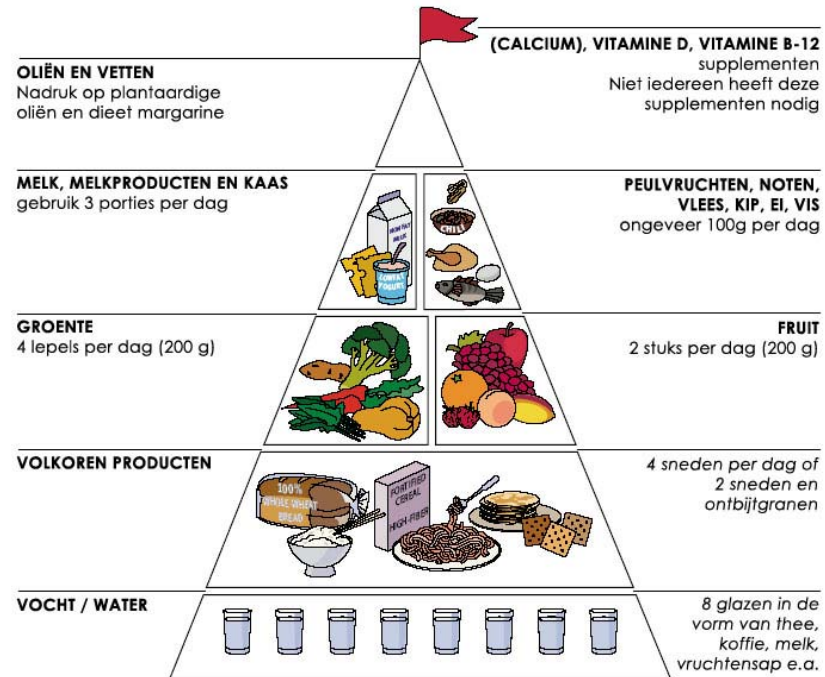 (CALCIUM), VITAMINE D, VITAMINE B-12
supplementen
Niet iedereen heeft deze
supplementen nodig
OLIËN EN VETTEN
Nadruk op plantaardige
oliën en dieet margarine
MELK, MELKPRODUCTEN EN KAAS
gebruik 3 porties per dag
PEULVRUCHTEN, NOTEN,
VLEES, KIP, EI, VIS
ongeveer 100g per dag
NON FAT
MILK
LOWFAT
YOGURT
CHILI
GROENTE
4 lepels per dag (200 g)
FRUIT
2 stuks per dag (200 g)
VOLKOREN PRODUCTEN
4 sneden per dag of
2 sneden en
ontbijtgranen
100%
WHOLE WHEAT
BREAD
FORTIFIED
CEREAL
HIGH-FIBER
VOCHT / WATER
8 glazen in de
vorm van thee,
koffie, melk,
vruchtensap e.a.